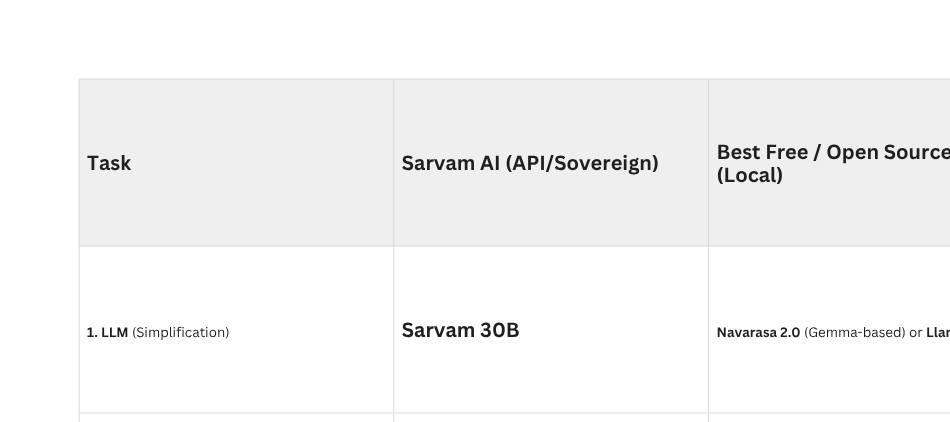 Task
Sarvam AI (API/Sovereign)
Best Free / Open Source
(Local)
1. LLM (Simplification)
Sarvam 30B
Navarasa 2.0 (Gemma-based) or